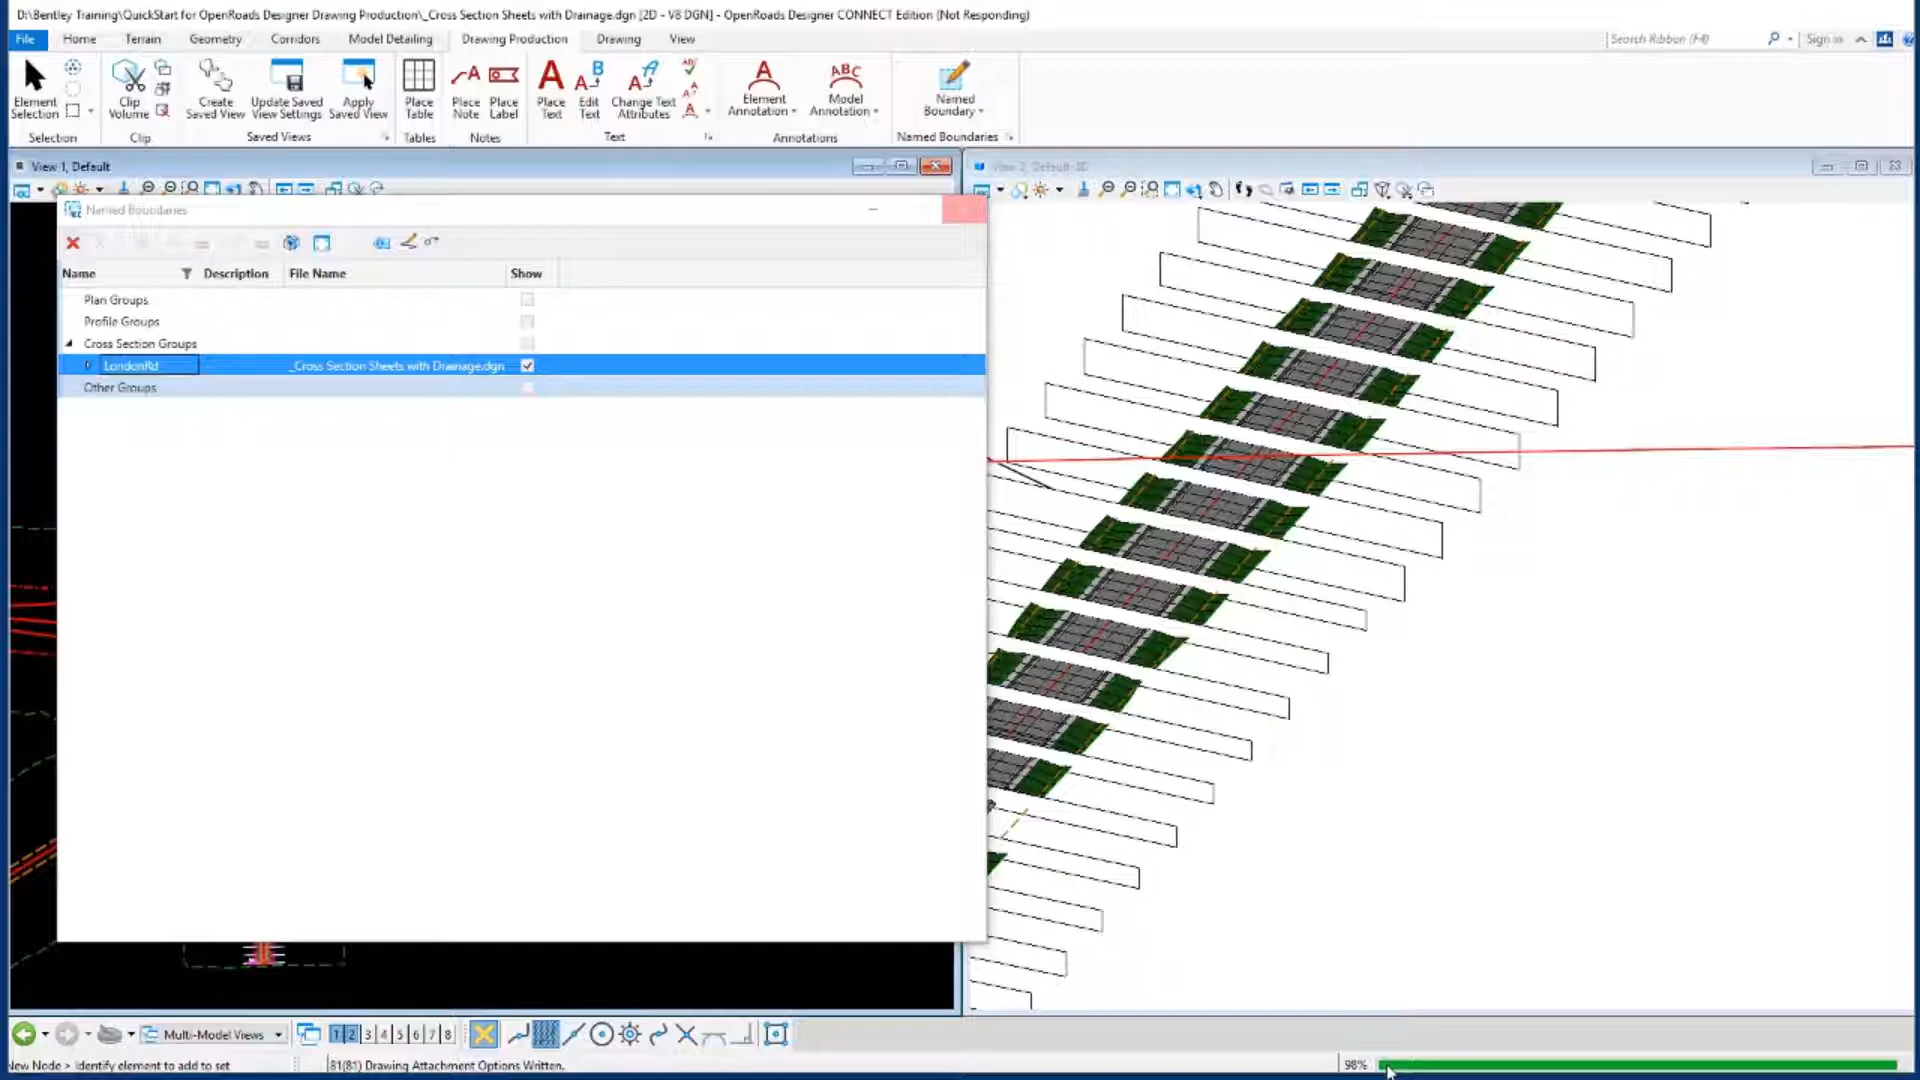 D:\Bentley Training\QuickStart for OpenRoads Designer Drawing Production\_Cross Section Sheets with Drainage.dgn [2D - V8 DGN] - OpenRoads Designer CONNECT Edition (Not Responding)
File Home Terrain Geometry Corridors Model Detailing Drawing Production Drawing View Search Ribbon (F4) Sign in
Element Selection
Clip Volume
Create Saved View
Update Saved View Settings
Apply Saved View
Place Table
Place Note
Place Label
Place Text
Edit Text
Change Text Attributes
Element Annotation
Model Annotation
Named Boundary
Selection Clip Saved Views Tables Notes Text Annotations Named Boundaries
View 1, Default
View 2, Default-3D
Named Boundaries
Name Description File Name Show
Plan Groups
Profile Groups
Cross Section Groups
LondonRd _Cross Section Sheets with Drainage.dgn
Other Groups
Multi-Model Views 1 2 3 4 5 6 7 8
New Node > Identify element to add to set 81(81) Drawing Attachment Options Written. 98%